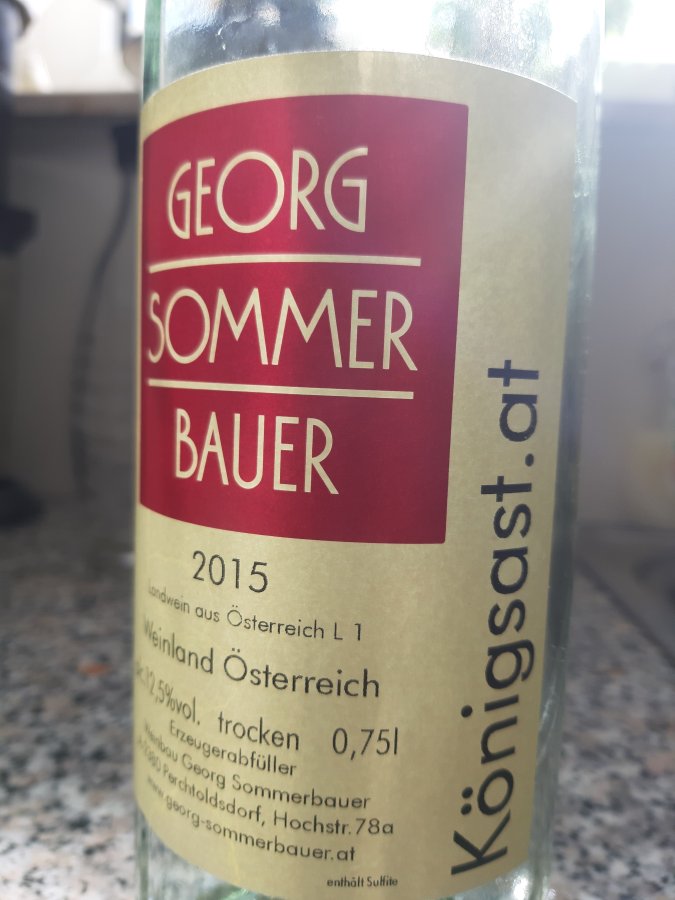 GEORG
SOMMER
BAUER
2015
Landwein aus Österreich L 1
Weinland Österreich
12,5%vol. trocken 0,75l
Erzeugerabfüller
Weinbau Georg Sommerbauer
Perchtoldsdorf, Hochstr.78a
www.georg-sommerbauer.at
enthält Sulfite
Königsast.at